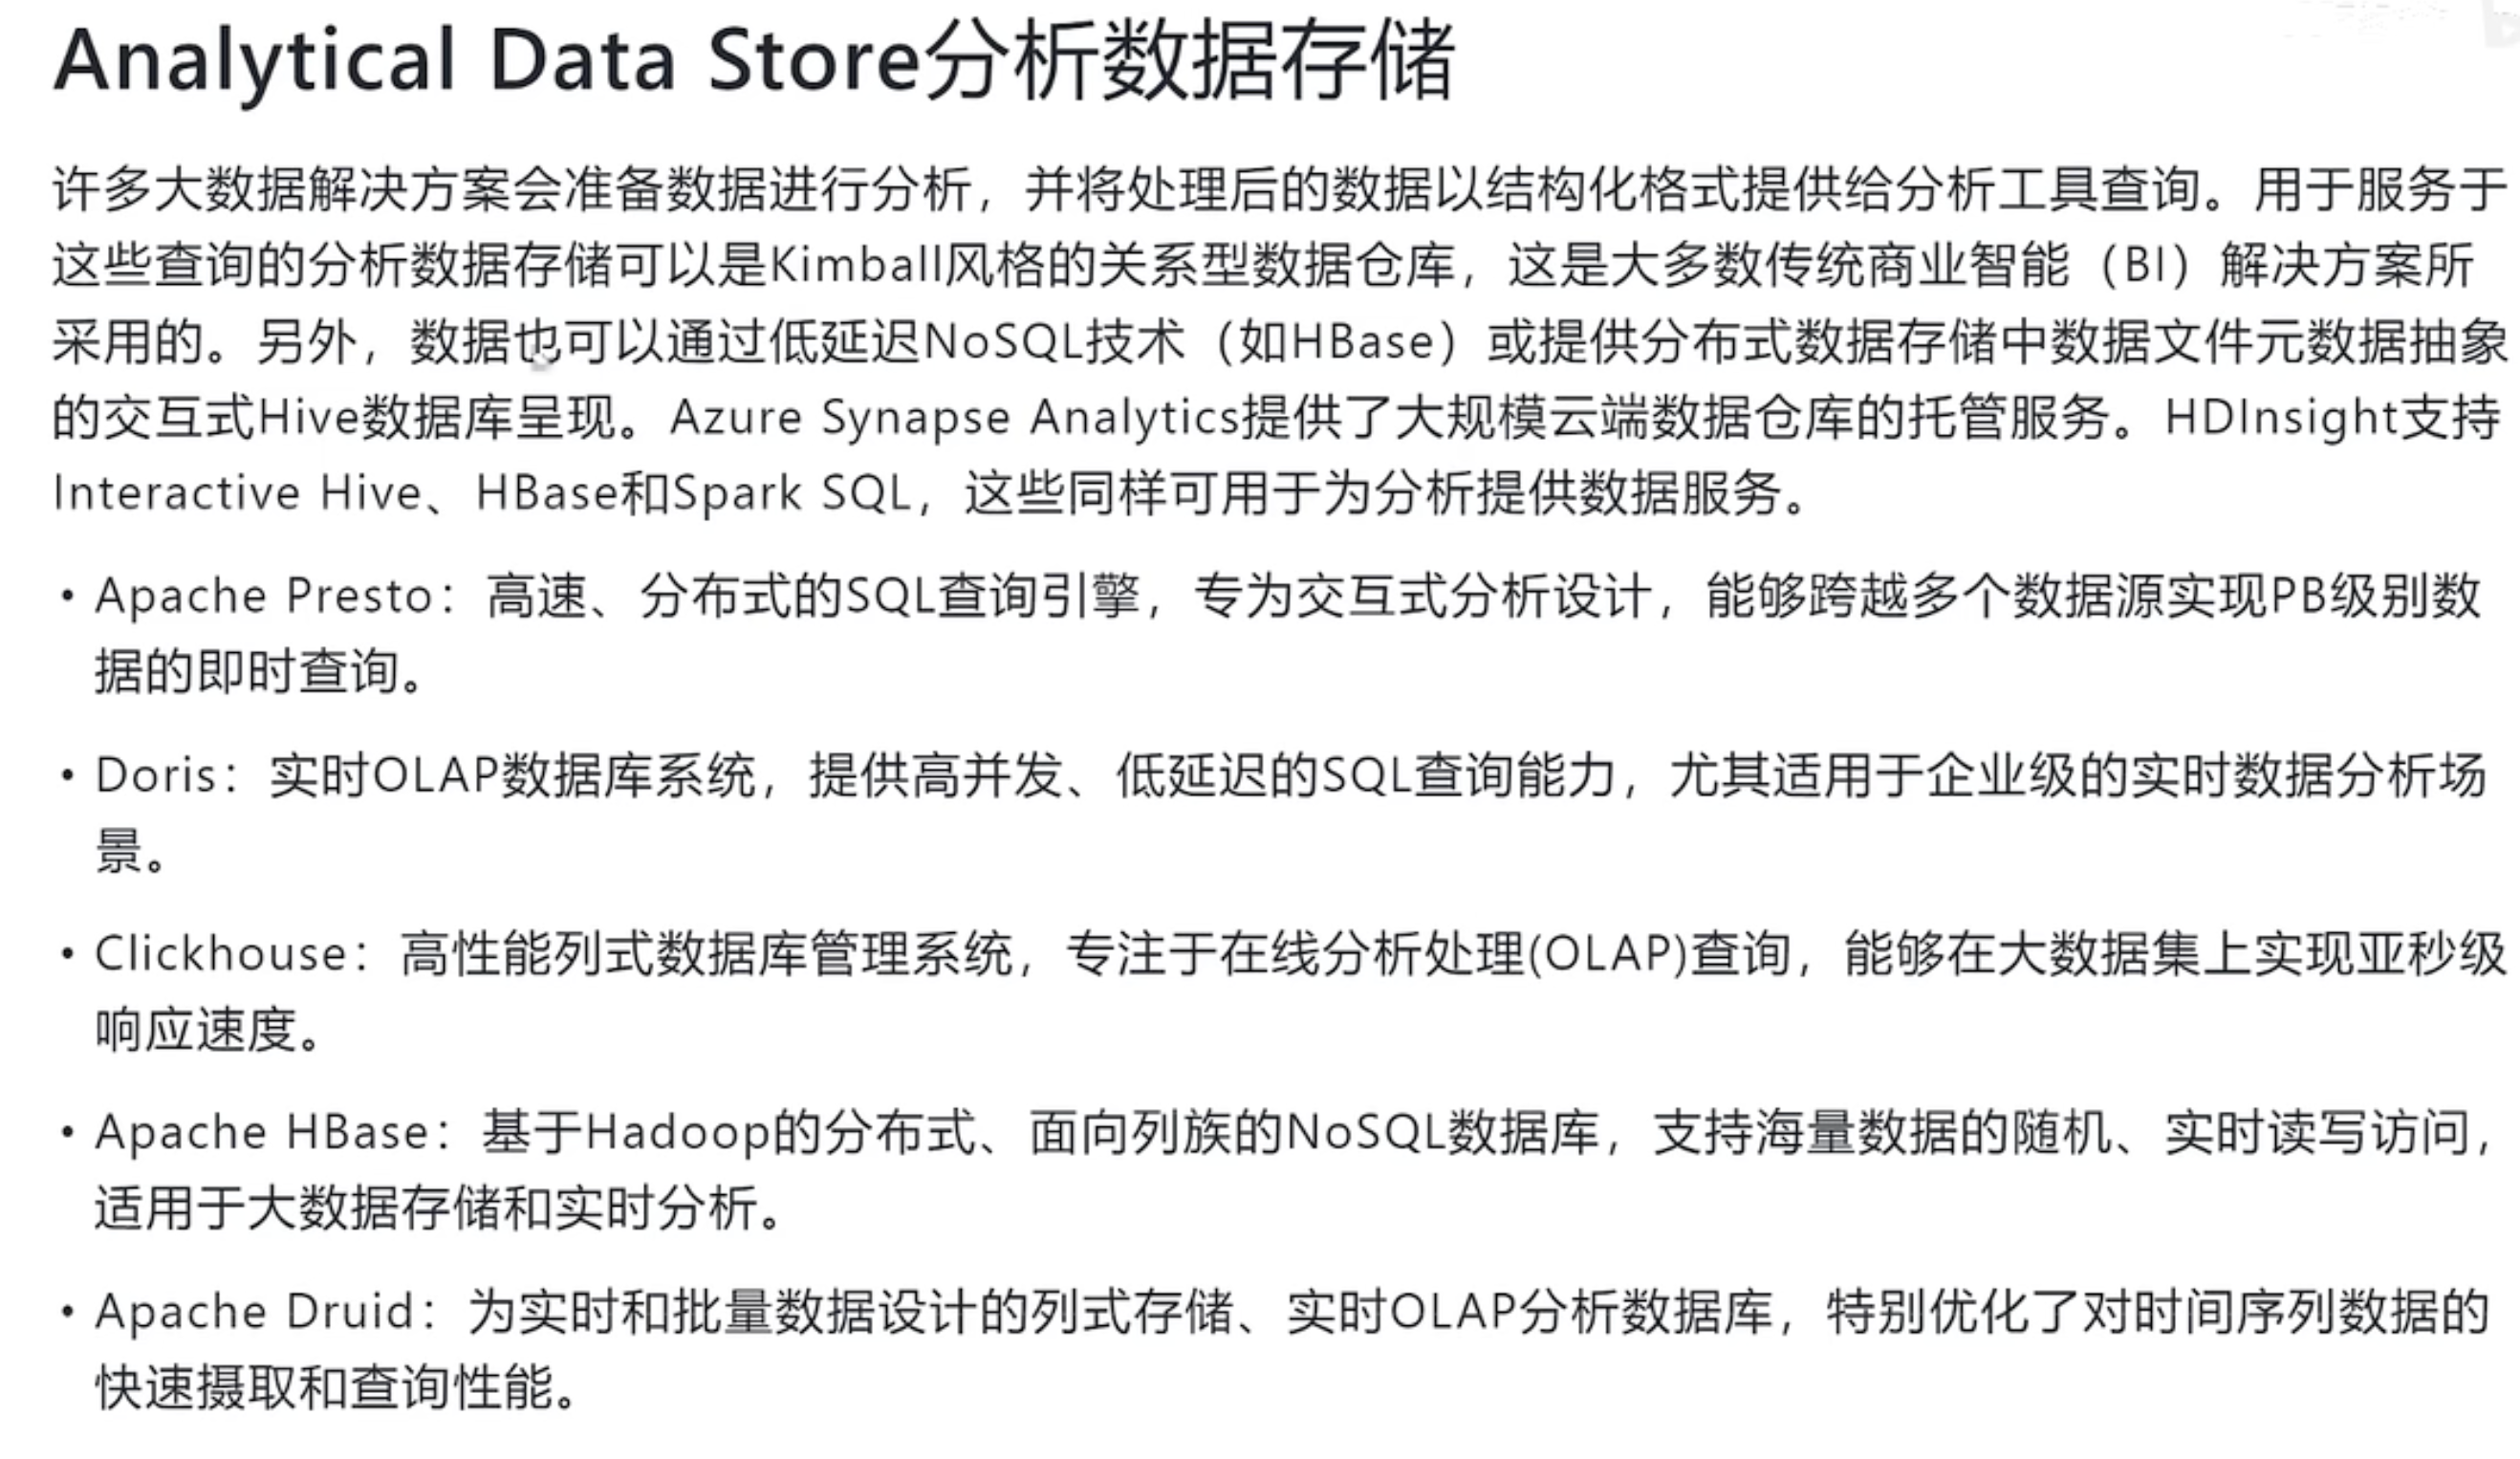 Analytical Data Store分析数据存储
许多大数据解决方案会准备数据进行分析，并将处理后的数据以结构化格式提供给分析工具查询。用于服务于
这些查询的分析数据存储可以是Kimball风格的关系型数据仓库，这是大多数传统商业智能（BI）解决方案所
采用的。另外，数据也可以通过低延迟NoSQL技术（如HBase）或提供分布式数据存储中数据文件元数据抽象
的交互式Hive数据库呈现。Azure Synapse Analytics提供了大规模云端数据仓库的托管服务。HDInsight支持
Interactive Hive、HBase和Spark SQL，这些同样可用于为分析提供数据服务。
• Apache Presto：高速、分布式的SQL查询引擎，专为交互式分析设计，能够跨越多个数据源实现PB级别数
据的即时查询。
• Doris：实时OLAP数据库系统，提供高并发、低延迟的SQL查询能力，尤其适用于企业级的实时数据分析场
景。
• Clickhouse：高性能列式数据库管理系统，专注于在线分析处理(OLAP)查询，能够在大数据集上实现亚秒级
响应速度。
• Apache HBase：基于Hadoop的分布式、面向列族的NoSQL数据库，支持海量数据的随机、实时读写访问，
适用于大数据存储和实时分析。
• Apache Druid：为实时和批量数据设计的列式存储、实时OLAP分析数据库，特别优化了对时间序列数据的
快速摄取和查询性能。